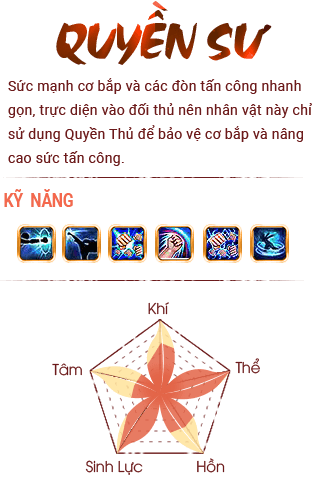 QUYỀN SƯ
Sức mạnh cơ bắp và các đòn tấn công nhanh
gọn, trực diện vào đối thủ nên nhân vật này chỉ
sử dụng Quyền Thủ để bảo vệ cơ bắp và nâng
cao sức tấn công.
KỸ NĂNG
Khí
Tâm
Thể
Sinh Lực
Hồn